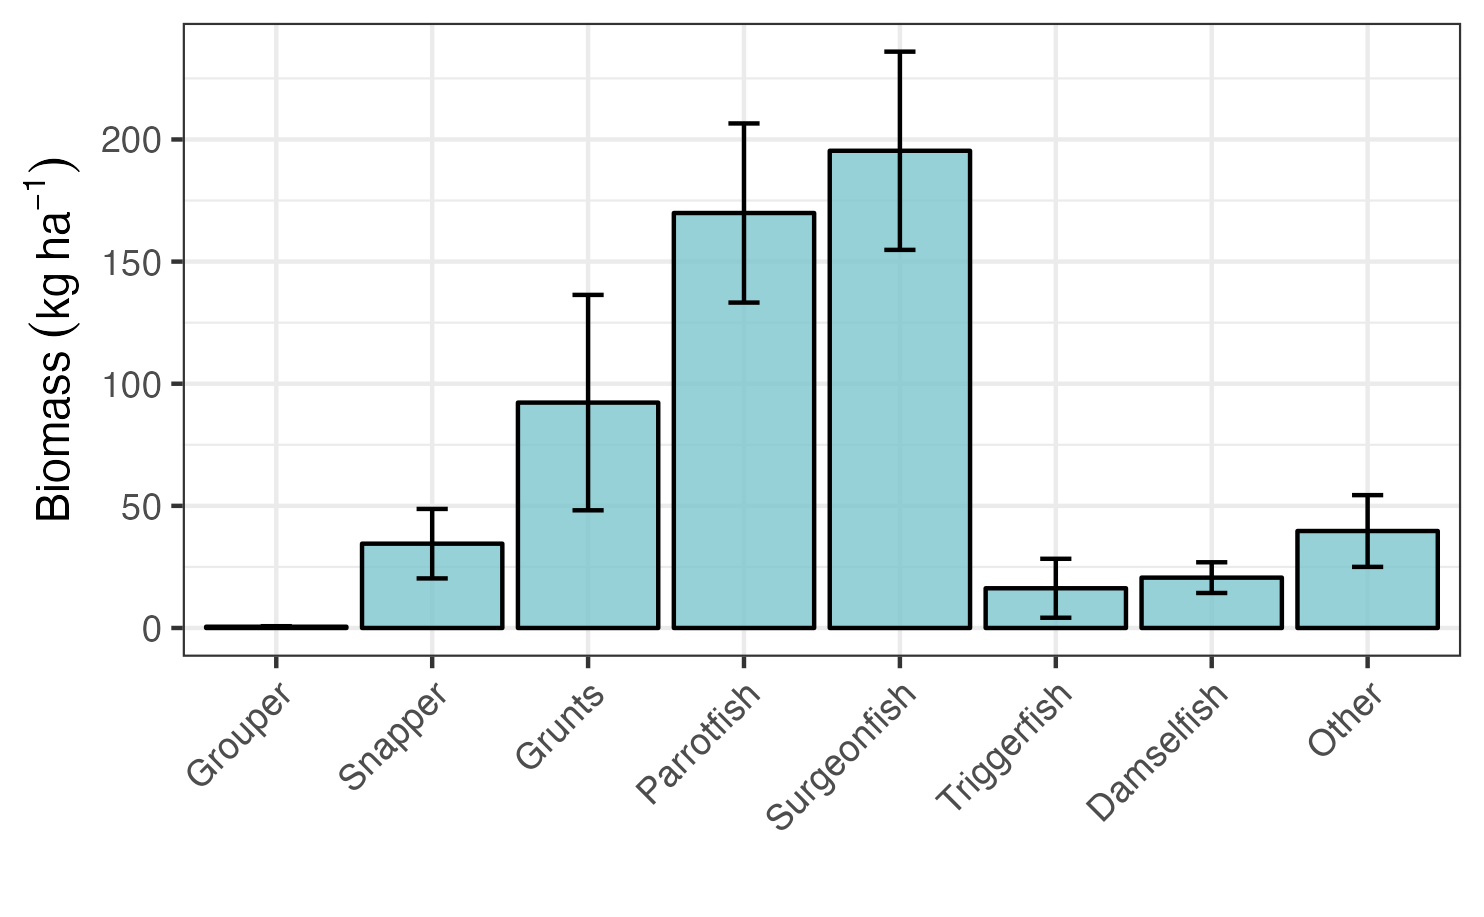 Biomass (kg ha⁻¹)
200
150
100
50
0
Grouper
Snapper
Grunts
Parrotfish
Surgeonfish
Triggerfish
Damselfish
Other